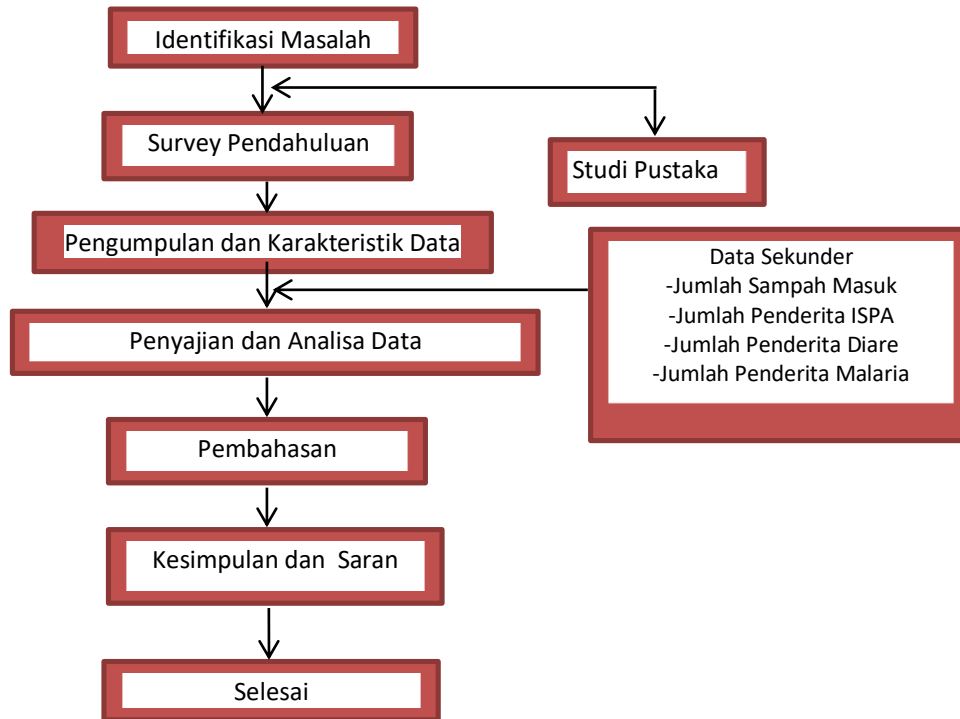 Identifikasi Masalah
Survey Pendahuluan
Studi Pustaka
Pengumpulan dan Karakteristik Data
Data Sekunder
-Jumlah Sampah Masuk
-Jumlah Penderita ISPA
-Jumlah Penderita Diare
-Jumlah Penderita Malaria
Penyajian dan Analisa Data
Pembahasan
Kesimpulan dan Saran
Selesai